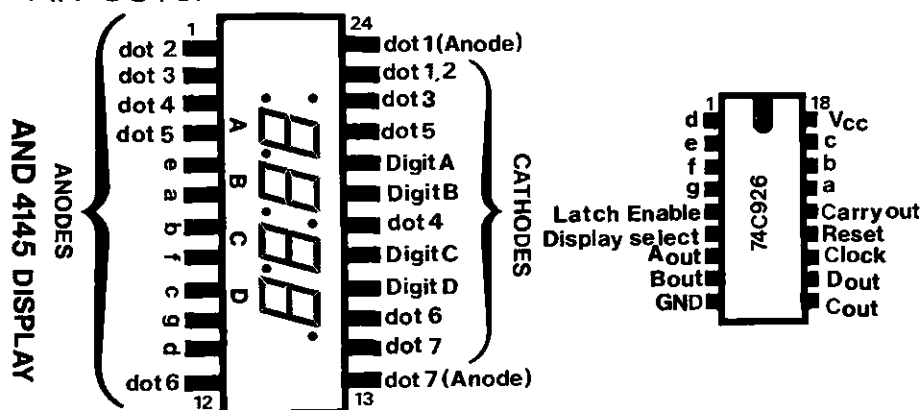 1
24
dot 2
dot 3
dot 4
dot 5
e
a
b
f
c
g
d
dot 6
12
13
A
B
C
D
dot 1 (Anode)
dot 1,2
dot 3
dot 5
Digit A
Digit B
dot 4
Digit C
Digit D
dot 6
dot 7
dot 7 (Anode)
AND 4145 DISPLAY
ANODES
CATHODES
1
18
d
e
f
g
Latch Enable
Display select
Aout
Bout
GND
74C926
Vcc
c
b
a
Carry out
Reset
Clock
Dout
Cout